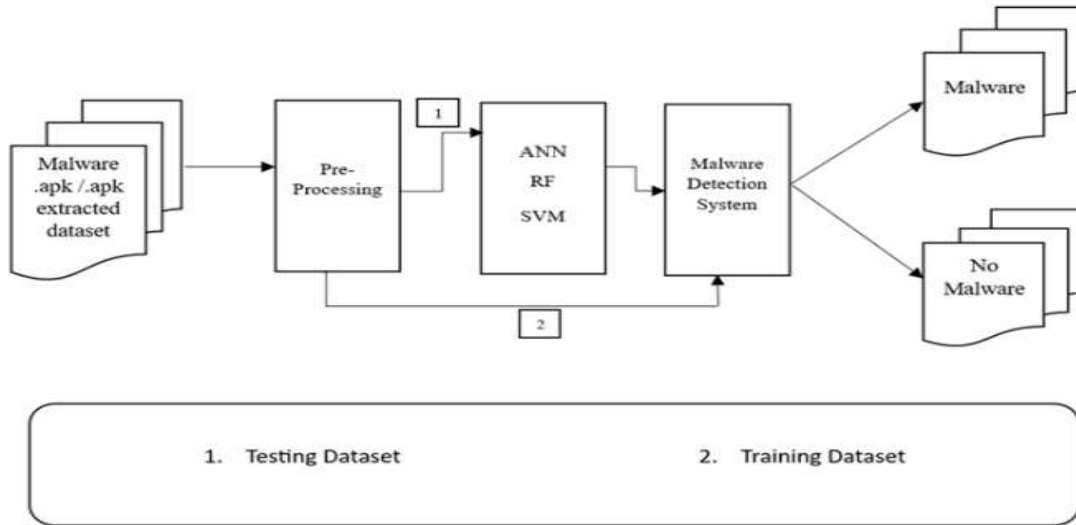 Malware
.apk /.apk
extracted
dataset
Pre-
Processing
1
ANN
RF
SVM
Malware
Detection
System
Malware
No
Malware
2
1. Testing Dataset
2. Training Dataset